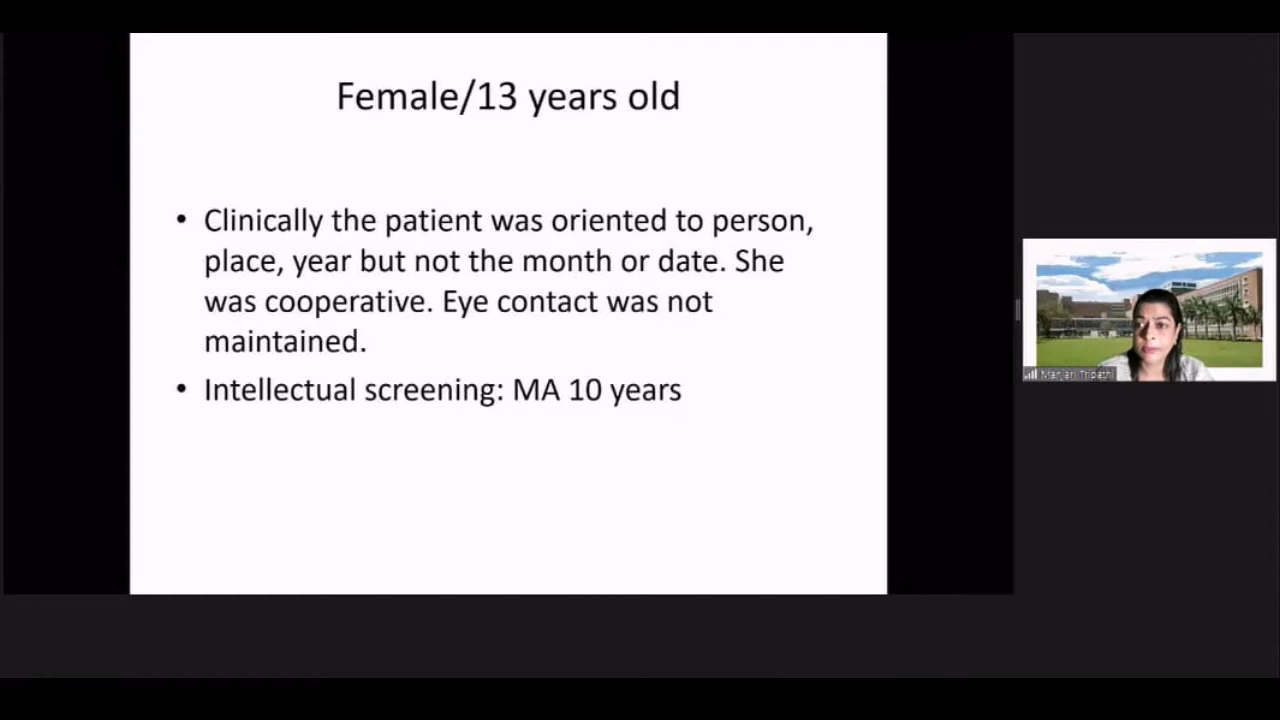 Female/13 years old
• Clinically the patient was oriented to person,
place, year but not the month or date. She
was cooperative. Eye contact was not
maintained.
• Intellectual screening: MA 10 years
Manjari Tripathi